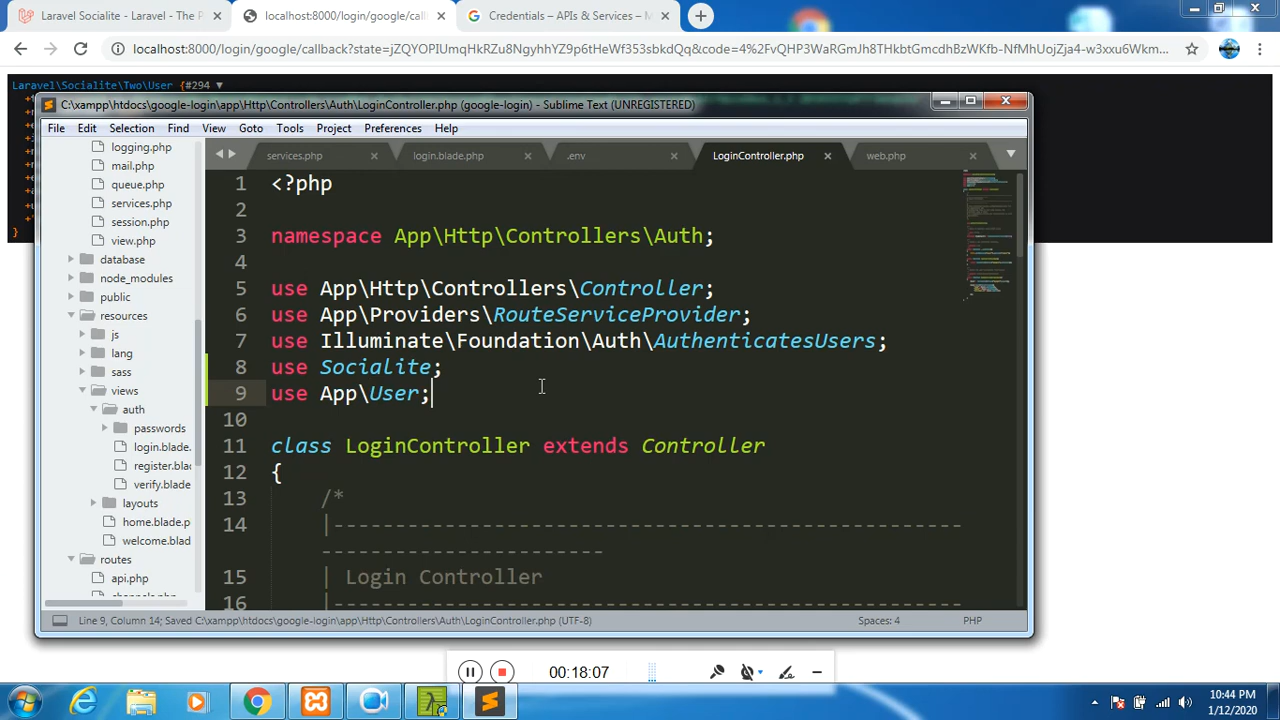 Laravel Socialite - Laravel - The P
localhost:8000/login/google/call
Credentials – APIs & Services – M
localhost:8000/login/google/callback?state=jZQYOPIUmqHkRZu8NgyhhYZ9p6tHeWf353sbkdQq&code=4%2FvQHP3WaRGmJh8THkbtGmcdhBzWKfb-NfMhUojZja4-w3xxu6Wkm...
Laravel\Socialite\Two\User {#294 ▼
}
C:\xampp\htdocs\google-login\app\Http\Controllers\Auth\LoginController.php (google-login) - Sublime Text (UNREGISTERED)
File Edit Selection Find View Goto Tools Project Preferences Help
services.php login.blade.php .env LoginController.php web.php
logging.php
mail.php
queue.php
services.php
session.php
view.php
database
node modules
public
resources
js
lang
sass
views
auth
passwords
login.blade
register.blad
verify.blade
layouts
home.blade.p
welcome.blad
routes
api.php
1 <?php
2
3 namespace App\Http\Controllers\Auth;
4
5 use App\Http\Controllers\Controller;
6 use App\Providers\RouteServiceProvider;
7 use Illuminate\Foundation\Auth\AuthenticatesUsers;
8 use Socialite;
9 use App\User;
10
11 class LoginController extends Controller
12 {
13 /*
14 |--------------------------------------------------
-----------------------
15 | Login Controller
16 |--------------------------------------------------
Line 9, Column 14; Saved C:\xampp\htdocs\google-login\app\Http\Controllers\Auth\LoginController.php (UTF-8) Spaces: 4 PHP
00:18:07
10:44 PM
1/12/2020